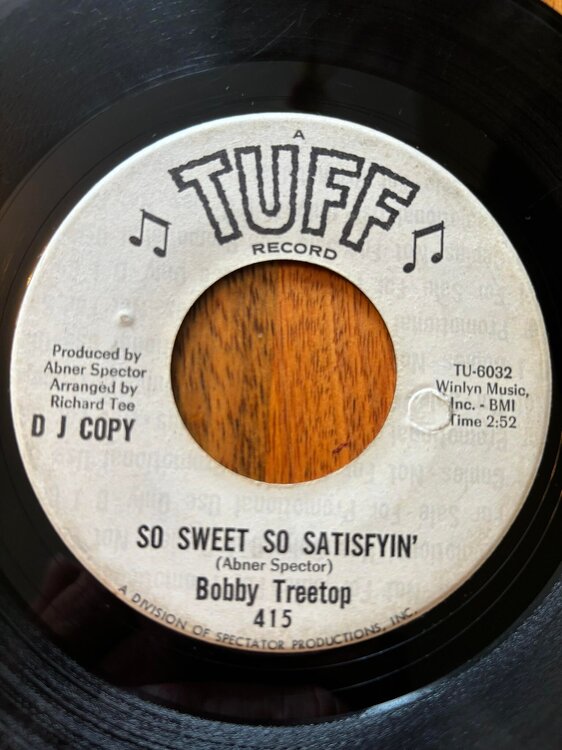 A
TUFF
RECORD
Produced by
Abner Spector
Arranged by
Richard Tee
D J COPY
TU-6032
Winlyn Music,
Inc. - BMI
Time 2:52
SO SWEET SO SATISFYIN'
(Abner Spector)
Bobby Treetop
415
A DIVISION OF SPECTATOR PRODUCTIONS, INC.